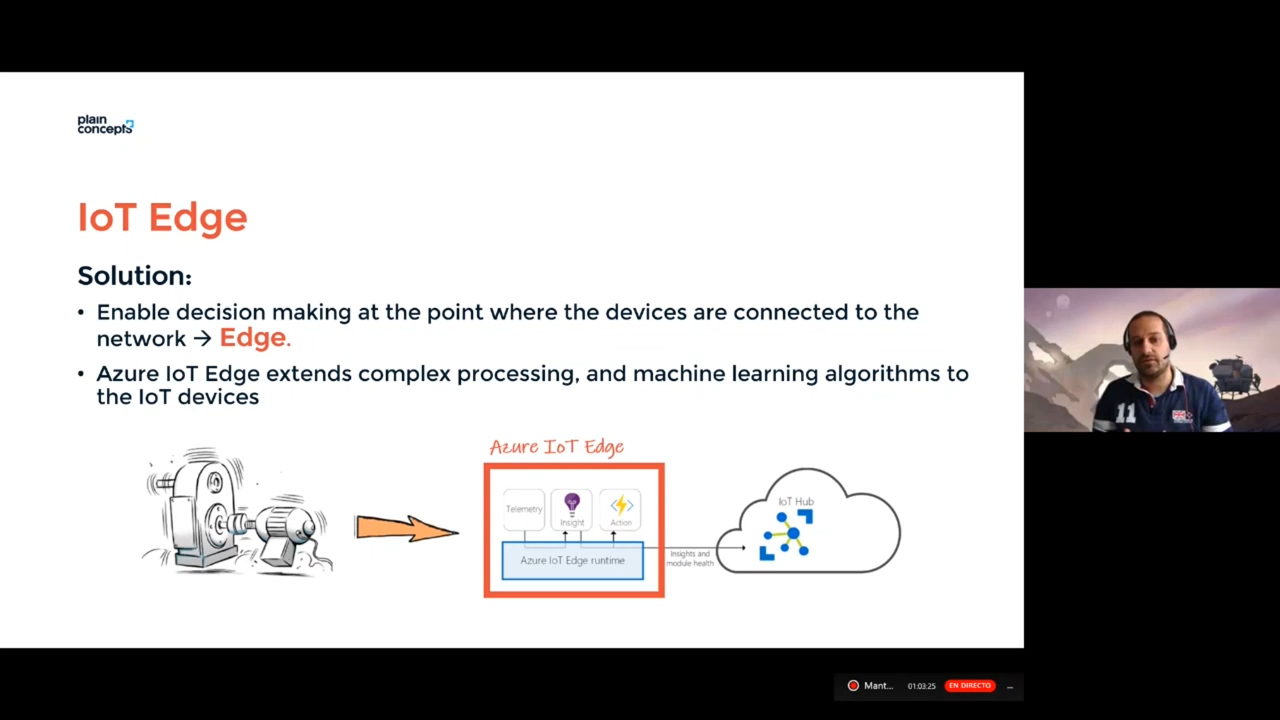 plain
concepts
IoT Edge
Solution:
• Enable decision making at the point where the devices are connected to the
network → Edge.
• Azure IoT Edge extends complex processing, and machine learning algorithms to
the IoT devices
Azure IoT Edge
Telemetry
Insight
Action
Azure IoT Edge runtime
Insights and
module health
IoT Hub
11
Mant...
01:03:25
EN DIRECTO
...